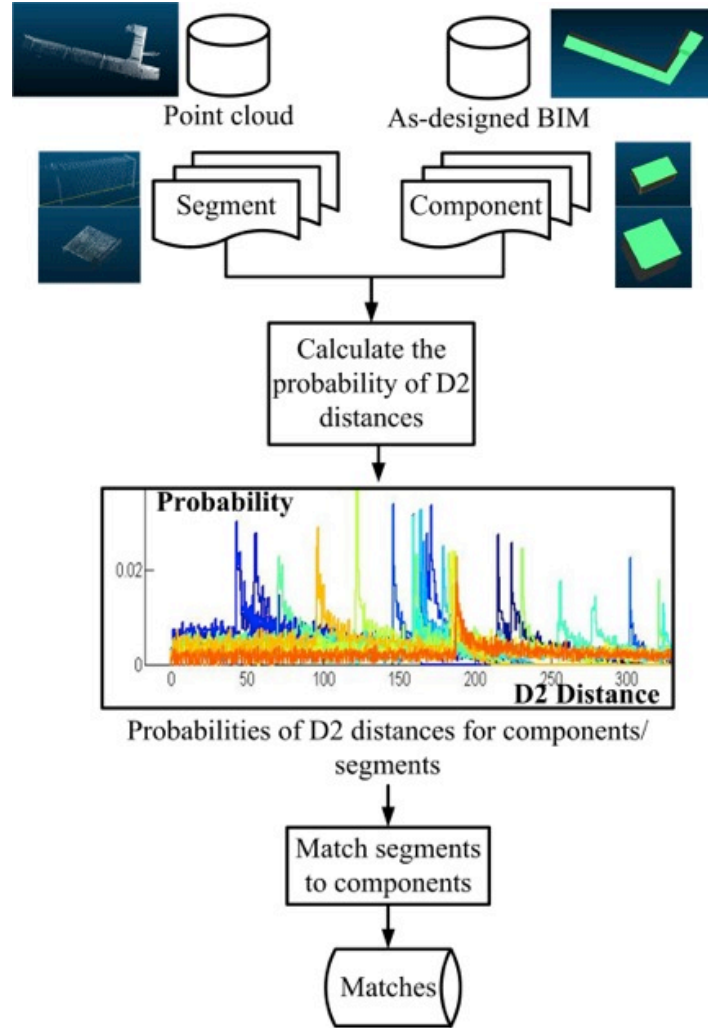 Point cloud
As-designed BIM
Segment
Component
Calculate the
probability of D2
distances
Probability
0.02
0
0 50 100 150 200 250 300
D2 Distance
Probabilities of D2 distances for components/
segments
Match segments
to components
Matches